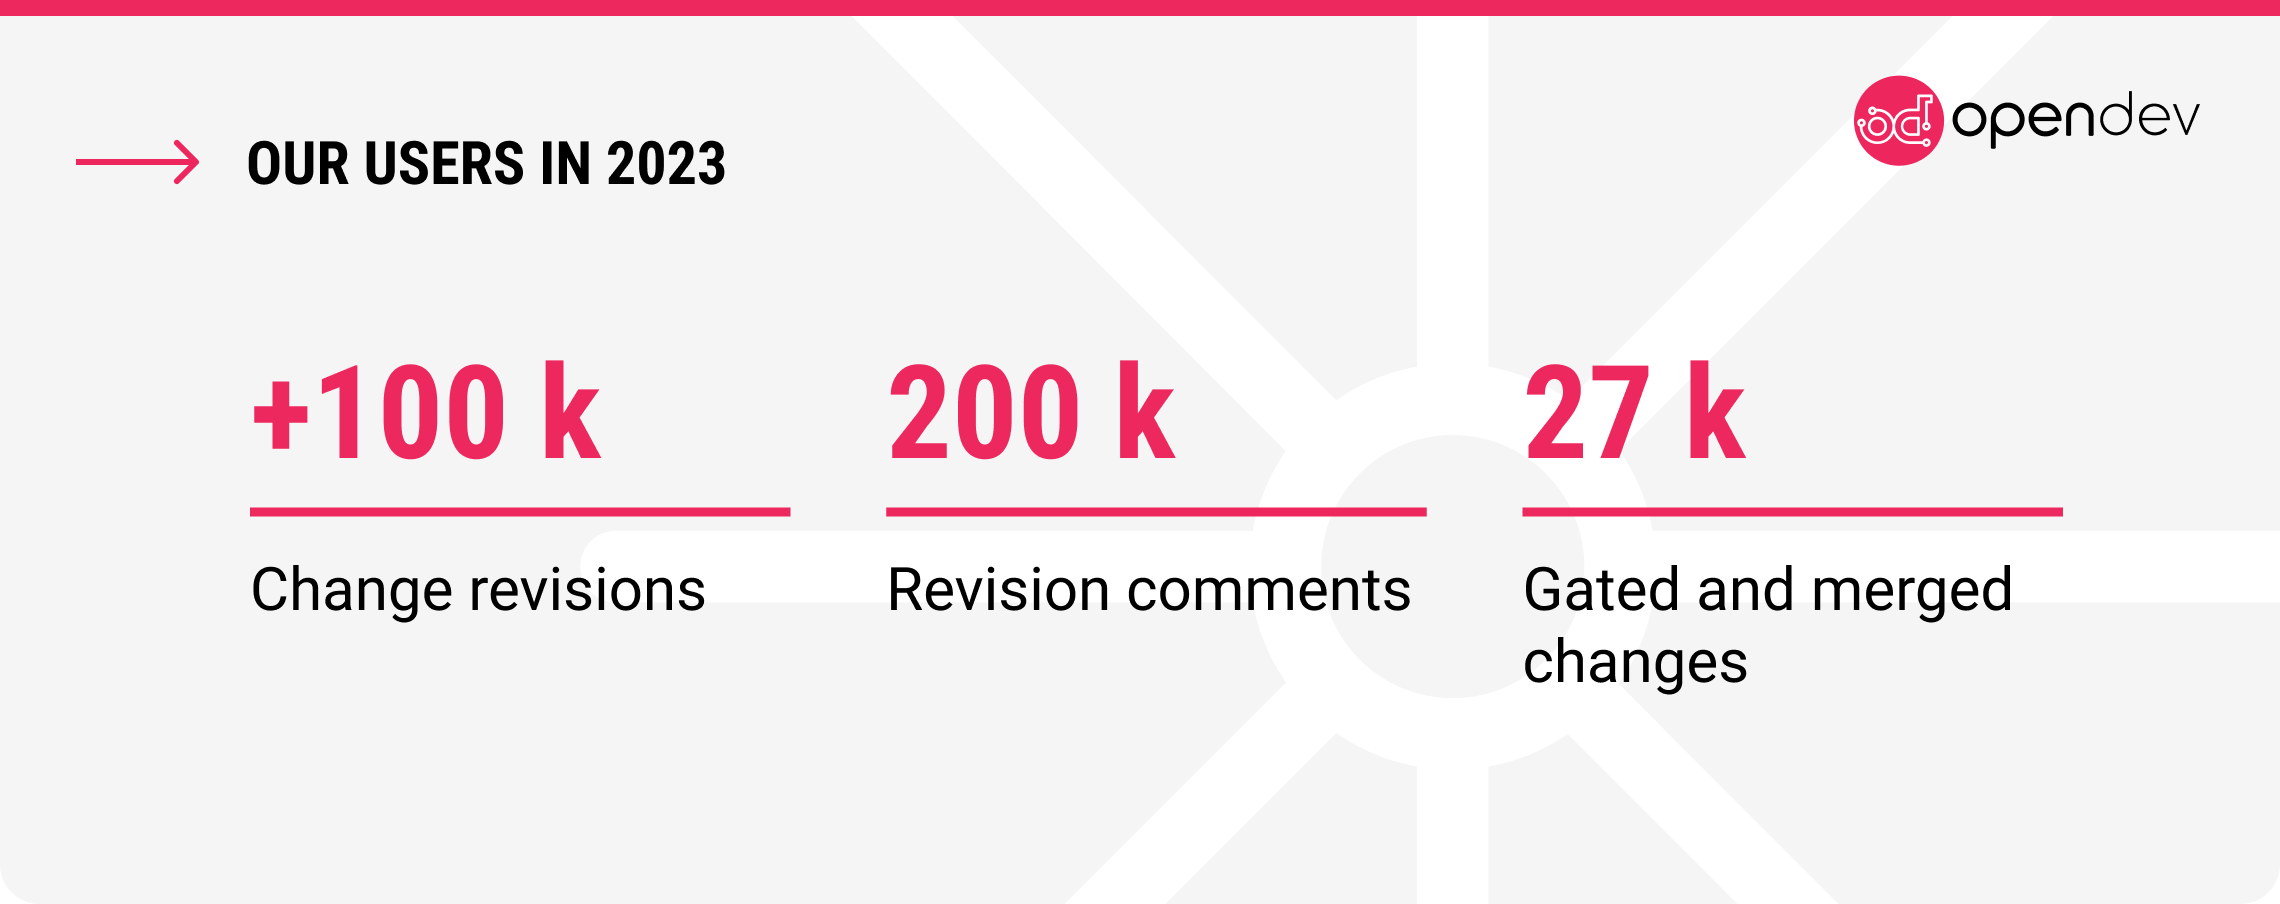 OUR USERS IN 2023
opendev
+100 k
Change revisions
200 k
Revision comments
27 k
Gated and merged
changes